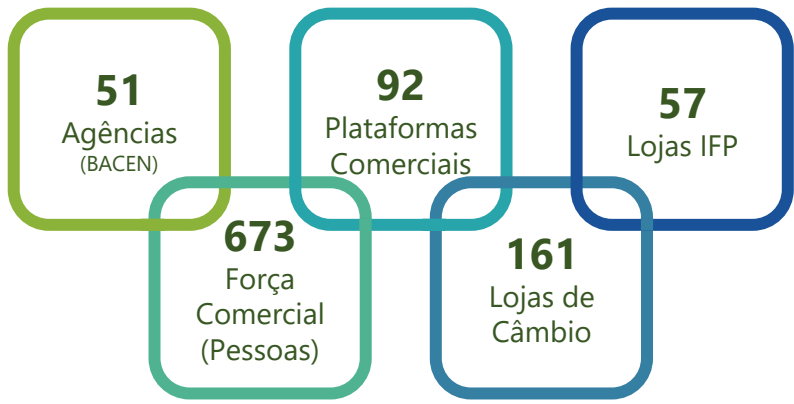 51
Agências
(BACEN)
92
Plataformas
Comerciais
57
Lojas IFP
673
Força
Comercial
(Pessoas)
161
Lojas de
Câmbio